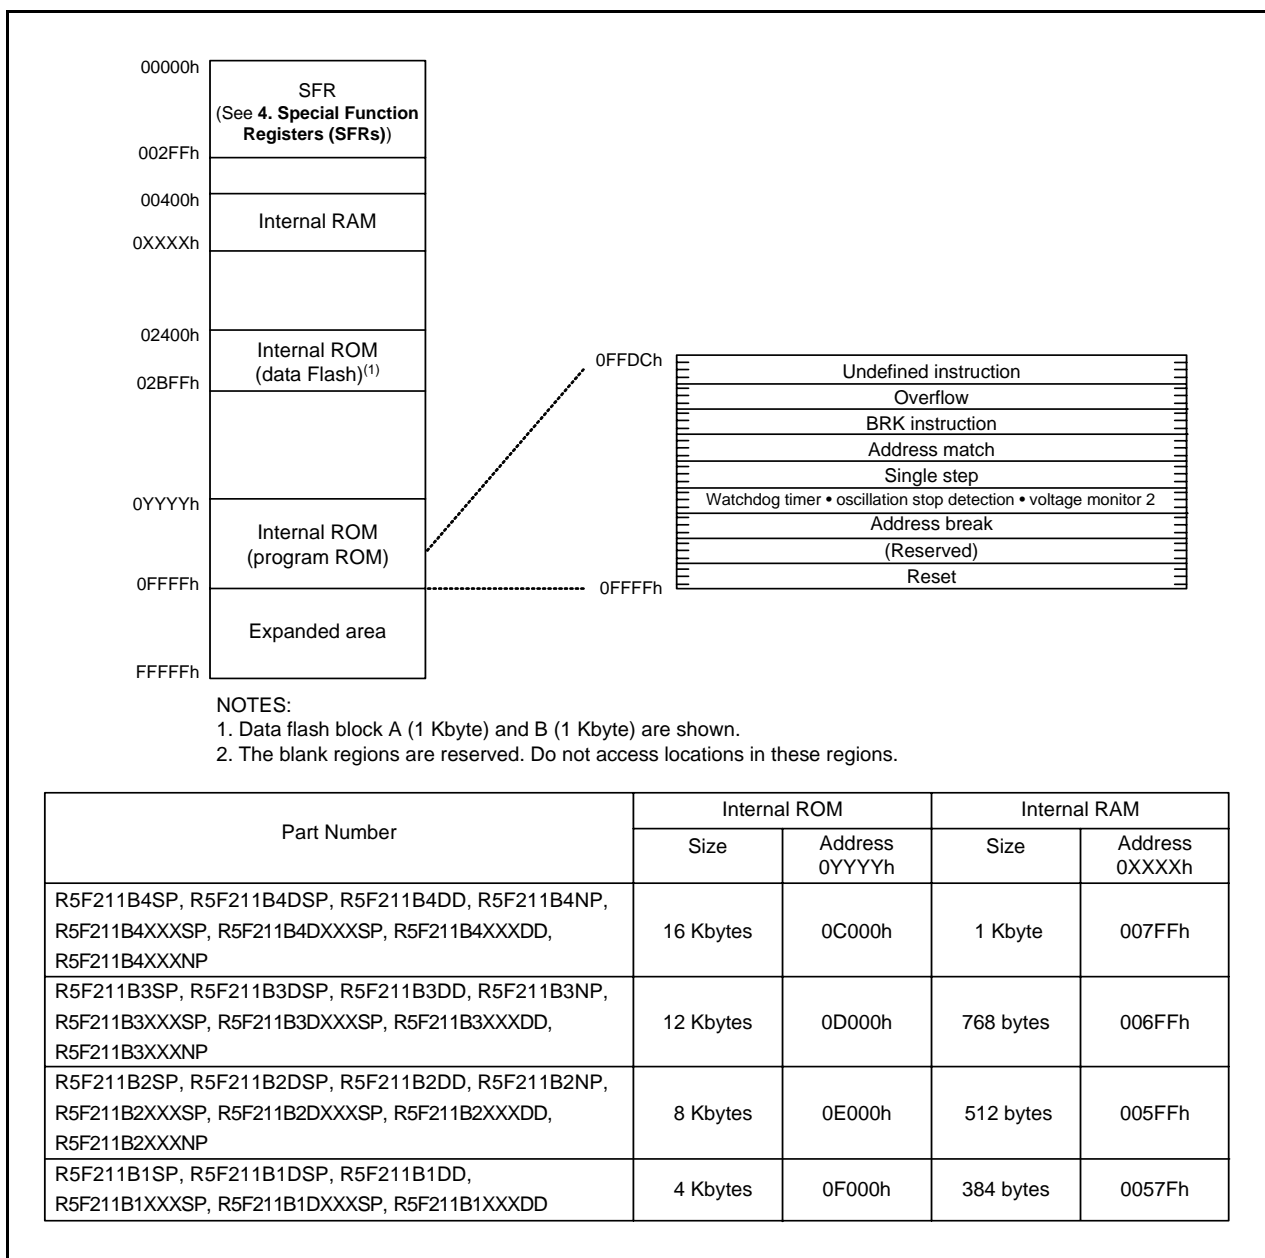 00000h
SFR
(See 4. Special Function
Registers (SFRs))
002FFh
00400h
Internal RAM
0XXXXh
02400h
Internal ROM
(data Flash)(1)
02BFFh
0YYYYh
Internal ROM
(program ROM)
0FFFFh
Expanded area
FFFFFh
0FFDCh
Undefined instruction
Overflow
BRK instruction
Address match
Single step
Watchdog timer • oscillation stop detection • voltage monitor 2
Address break
(Reserved)
Reset
0FFFFh
NOTES:
1. Data flash block A (1 Kbyte) and B (1 Kbyte) are shown.
2. The blank regions are reserved. Do not access locations in these regions.
Part Number
Internal ROM
Internal RAM
Size
Address
0YYYYh
Size
Address
0XXXXh
R5F211B4SP, R5F211B4DSP, R5F211B4DD, R5F211B4NP,
R5F211B4XXXSP, R5F211B4DXXXSP, R5F211B4XXXDD,
R5F211B4XXXNP
16 Kbytes
0C000h
1 Kbyte
007FFh
R5F211B3SP, R5F211B3DSP, R5F211B3DD, R5F211B3NP,
R5F211B3XXXSP, R5F211B3DXXXSP, R5F211B3XXXDD,
R5F211B3XXXNP
12 Kbytes
0D000h
768 bytes
006FFh
R5F211B2SP, R5F211B2DSP, R5F211B2DD, R5F211B2NP,
R5F211B2XXXSP, R5F211B2DXXXSP, R5F211B2XXXDD,
R5F211B2XXXNP
8 Kbytes
0E000h
512 bytes
005FFh
R5F211B1SP, R5F211B1DSP, R5F211B1DD,
R5F211B1XXXSP, R5F211B1DXXXSP, R5F211B1XXXDD
4 Kbytes
0F000h
384 bytes
0057Fh